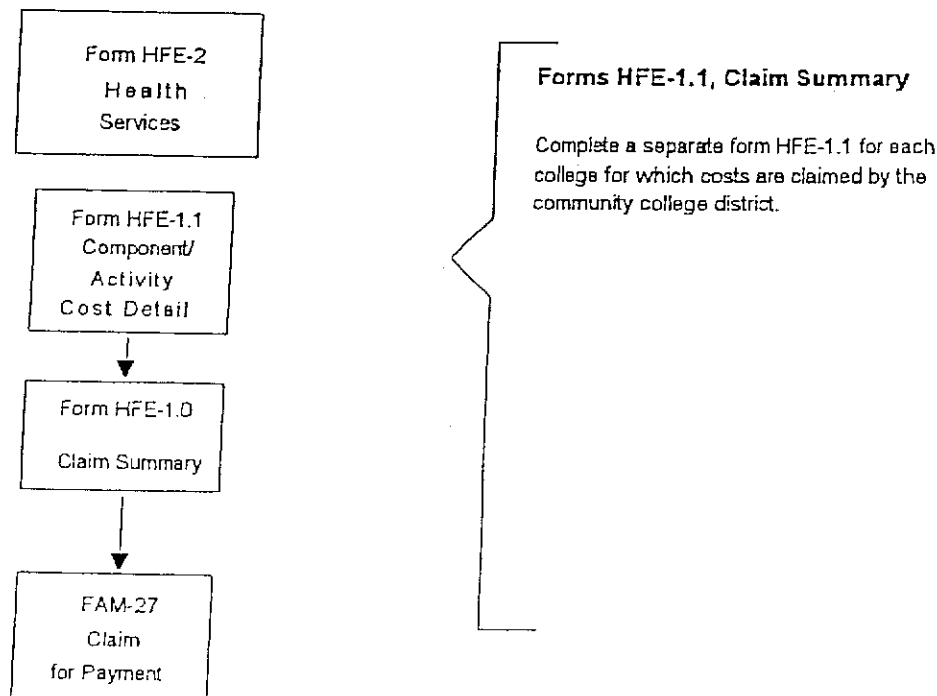 Form HFE-2
Health
Services
Form HFE-1.1
Component/
Activity
Cost Detail
Form HFE-1.0
Claim Summary
FAM-27
Claim
for Payment
Forms HFE-1.1, Claim Summary
Complete a separate form HFE-1.1 for each
college for which costs are claimed by the
community college district.